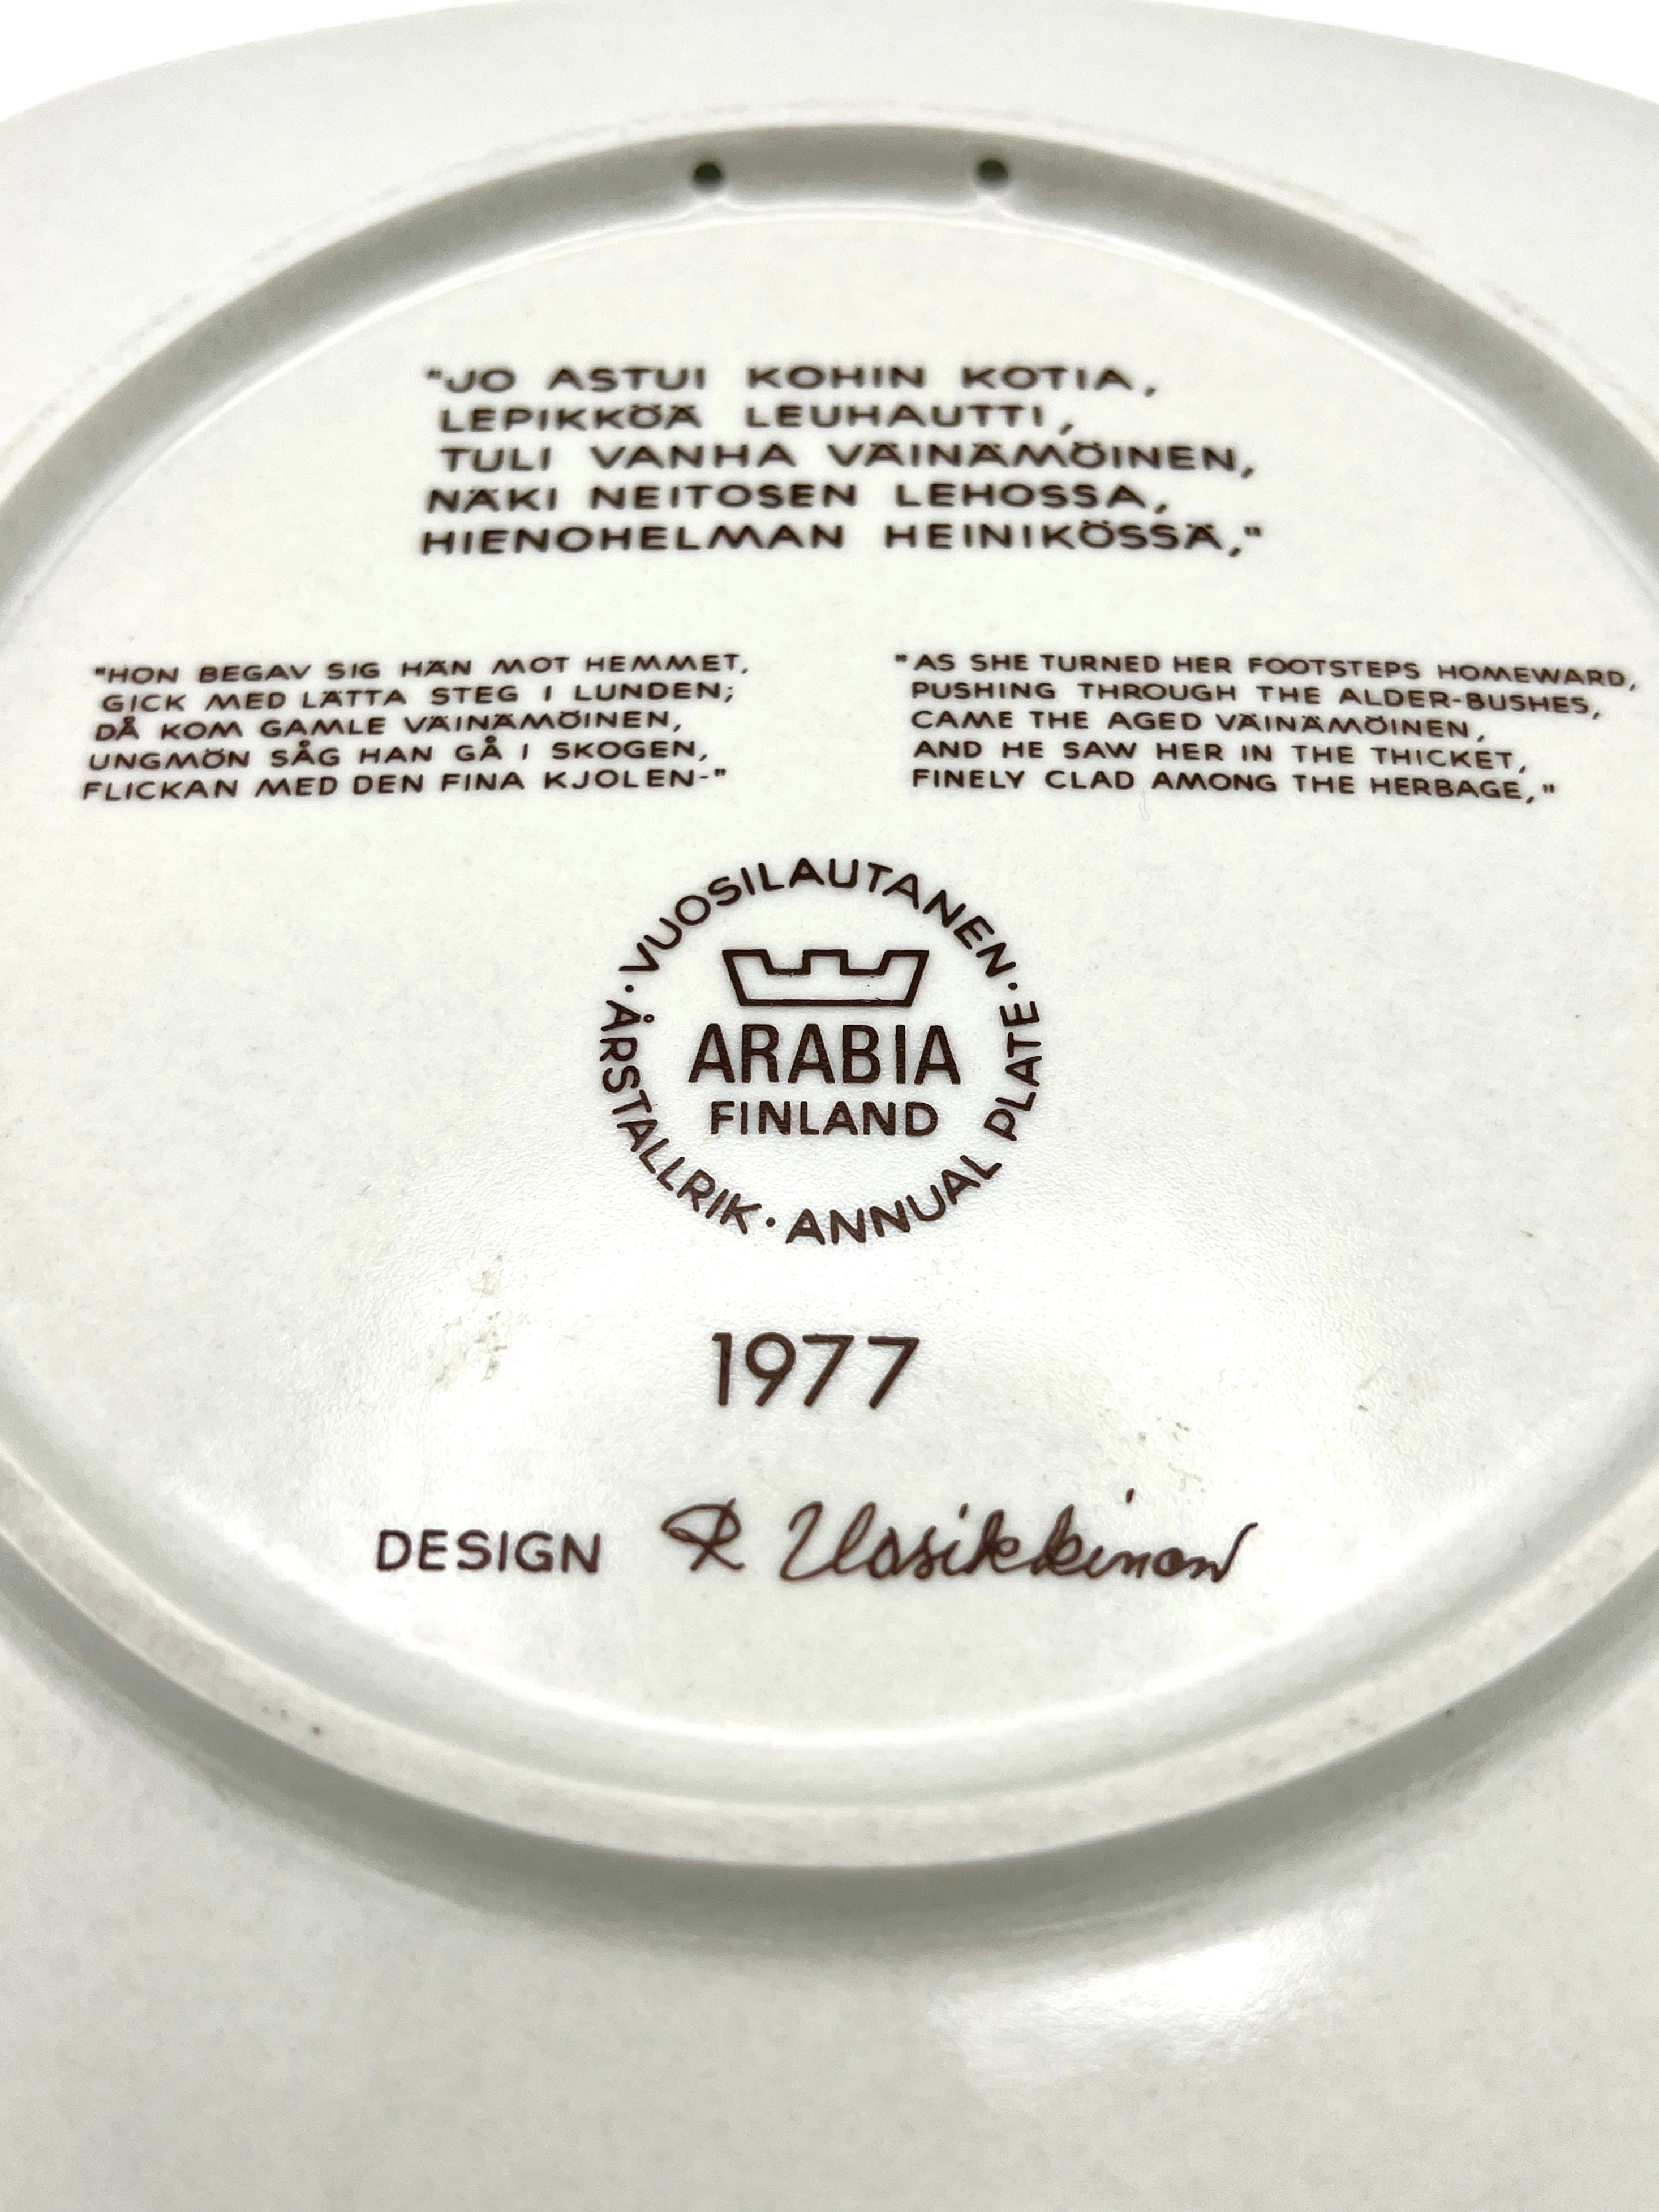 "JO ASTUI KOHIN KOTIA,
LEPIKKÖÄ LEUHAUTTI,
TULI VANHA VÄINÄMÖINEN,
NÄKI NEITOSEN LEHOSSA,
HIENOHELMAN HEINIKÖSSÄ,"
"HON BEGAV SIG HÄN MOT HEMMET,
GICK MED LÄTTA STEG I LUNDEN;
DÅ KOM GAMLE VÄINÄMÖINEN,
UNGMÖN SÅG HAN GÅ I SKOGEN,
FLICKAN MED DEN FINA KJOLEN-"
"AS SHE TURNED HER FOOTSTEPS HOMEWARD,
PUSHING THROUGH THE ALDER-BUSHES,
CAME THE AGED VÄINÄMÖINEN,
AND HE SAW HER IN THE THICKET,
FINELY CLAD AMONG THE HERBAGE,"
· VUOSILAUTANEN · ANNUAL PLATE · ÅRSTALLRIK
ARABIA
FINLAND
1977
DESIGN R Uosikkinen